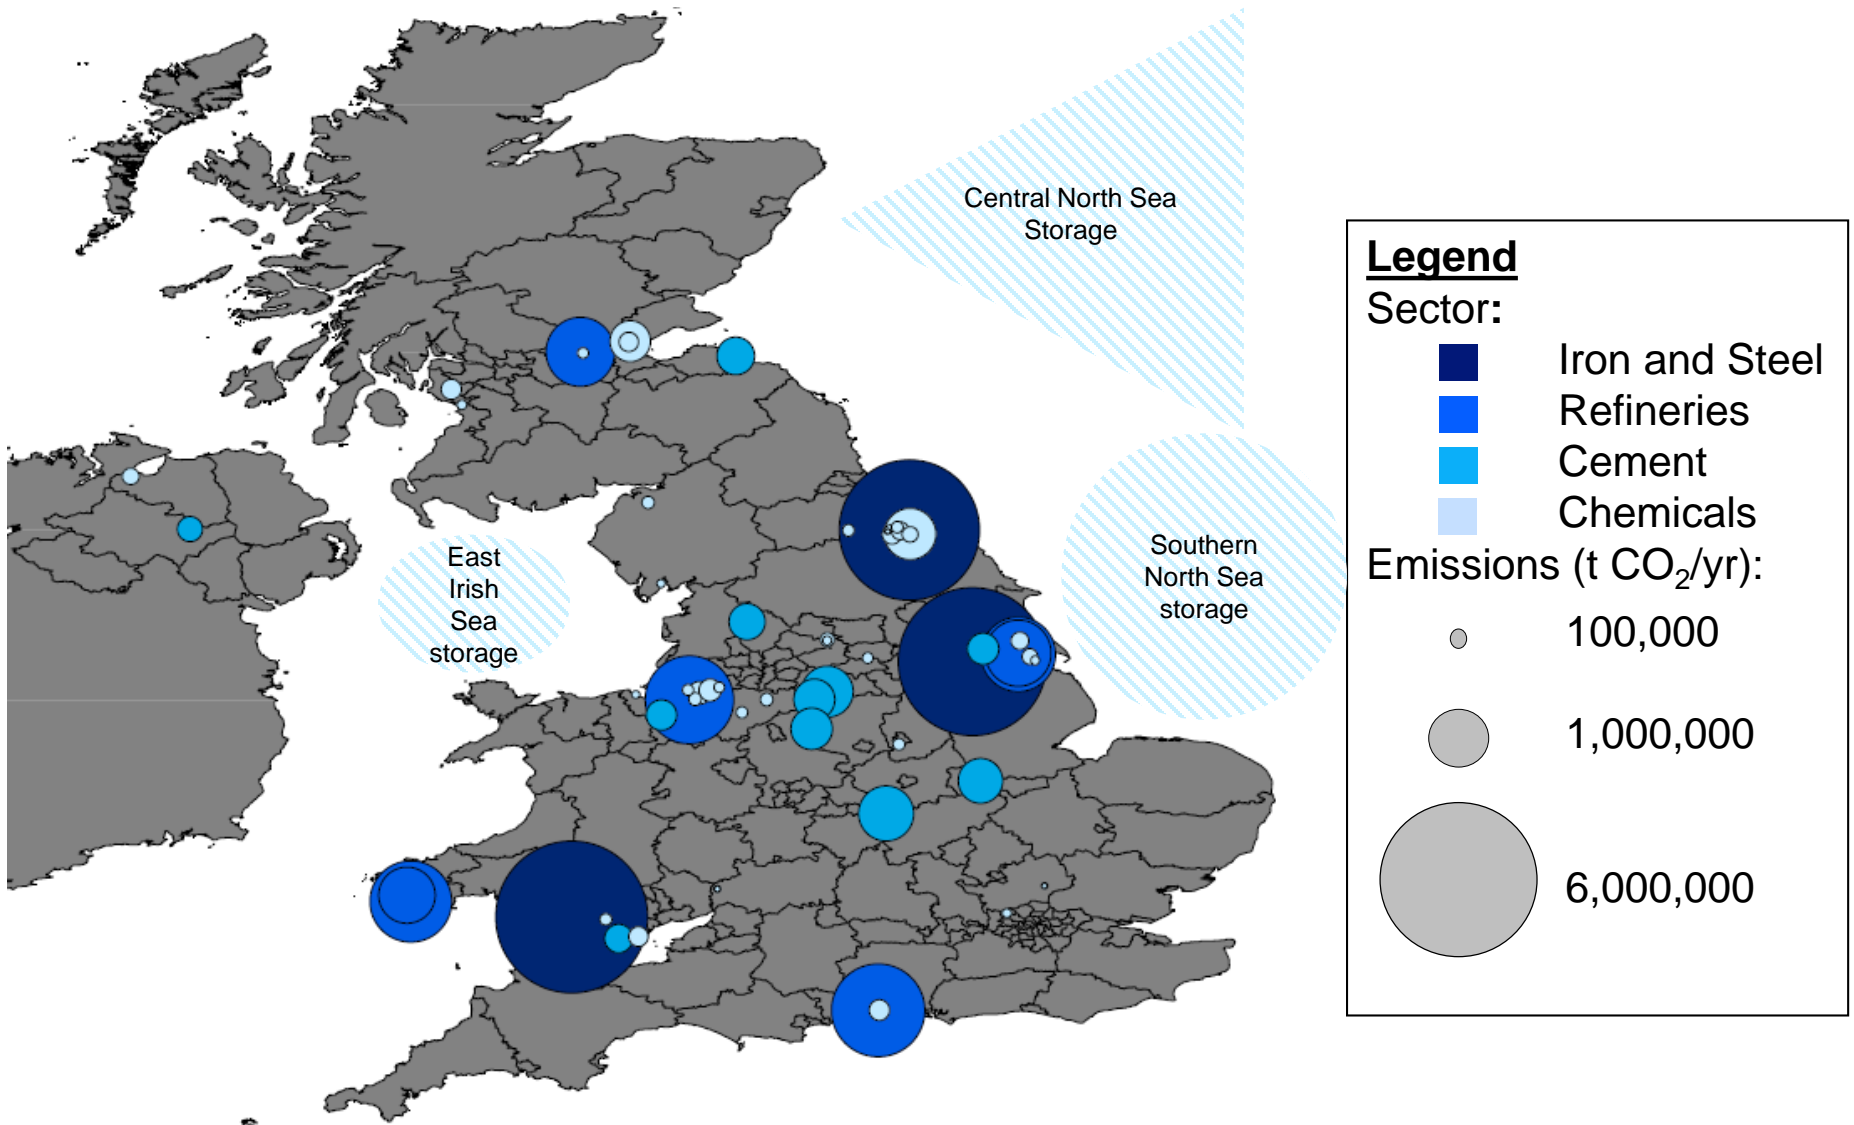 Central North Sea
Storage
East
Irish
Sea
storage
Southern
North Sea
storage
Legend
Sector:
Iron and Steel
Refineries
Cement
Chemicals
Emissions (t CO₂/yr):
100,000
1,000,000
6,000,000